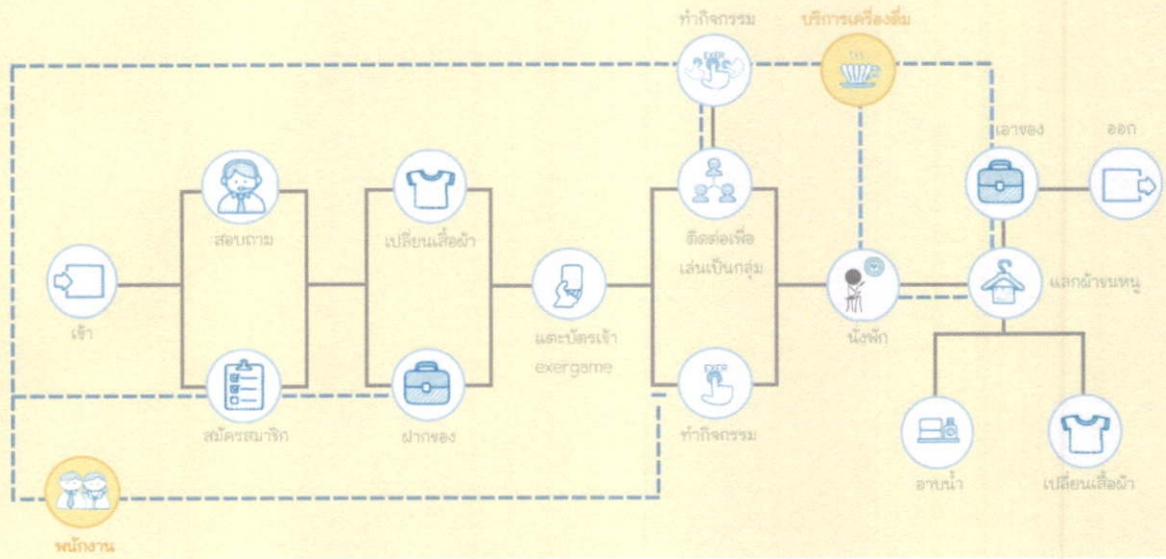 ทำกิจกรรม
บริการเครื่องดื่ม
EXER
เอาของ
ออก
สอบถาม
เปลี่ยนเสื้อผ้า
ติดต่อเพื่อ
เล่นเป็นกลุ่ม
เข้า
แตะบัตรเข้า
exergame
นั่งพัก
แลกผ้าขนหนู
EXER
สมัครสมาชิก
ฝากของ
ทำกิจกรรม
อาบน้ำ
เปลี่ยนเสื้อผ้า
พนักงาน